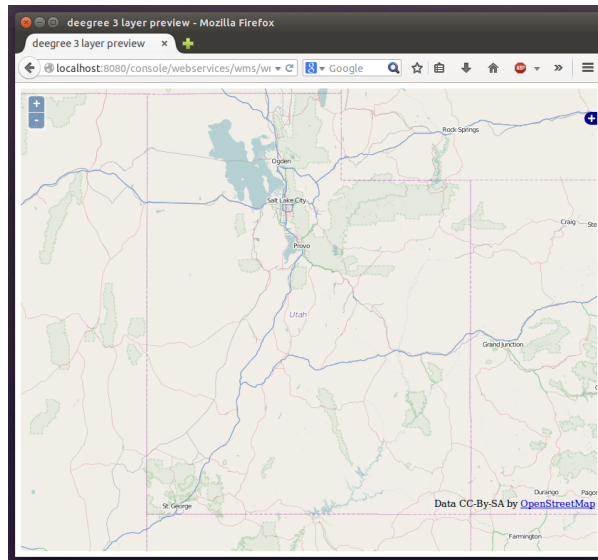 deegree 3 layer preview - Mozilla Firefox
deegree 3 layer preview
localhost:8080/console/webservices/wms/
Google
+
-
Rock Springs
Ogden
Salt Lake City
Craig
Provo
Utah
Grand Junction
Durango
St. George
Data CC-By-SA by OpenStreetMap
Farmington